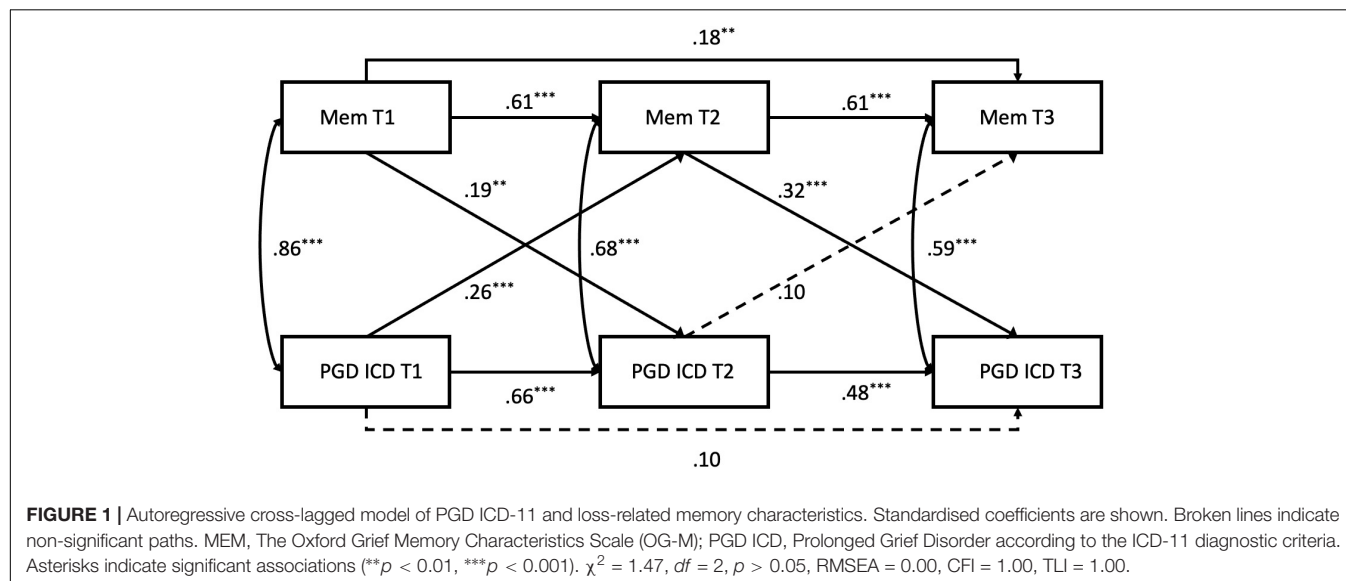 .18**
Mem T1
.61***
Mem T2
.61***
Mem T3
.19**
.32***
.86***
.68***
.59***
.26***
.10
PGD ICD T1
.66***
PGD ICD T2
.48***
PGD ICD T3
.10
FIGURE 1 | Autoregressive cross-lagged model of PGD ICD-11 and loss-related memory characteristics. Standardised coefficients are shown. Broken lines indicate
non-significant paths. MEM, The Oxford Grief Memory Characteristics Scale (OG-M); PGD ICD, Prolonged Grief Disorder according to the ICD-11 diagnostic criteria.
Asterisks indicate significant associations (**p < 0.01, ***p < 0.001). χ² = 1.47, df = 2, p > 0.05, RMSEA = 0.00, CFI = 1.00, TLI = 1.00.